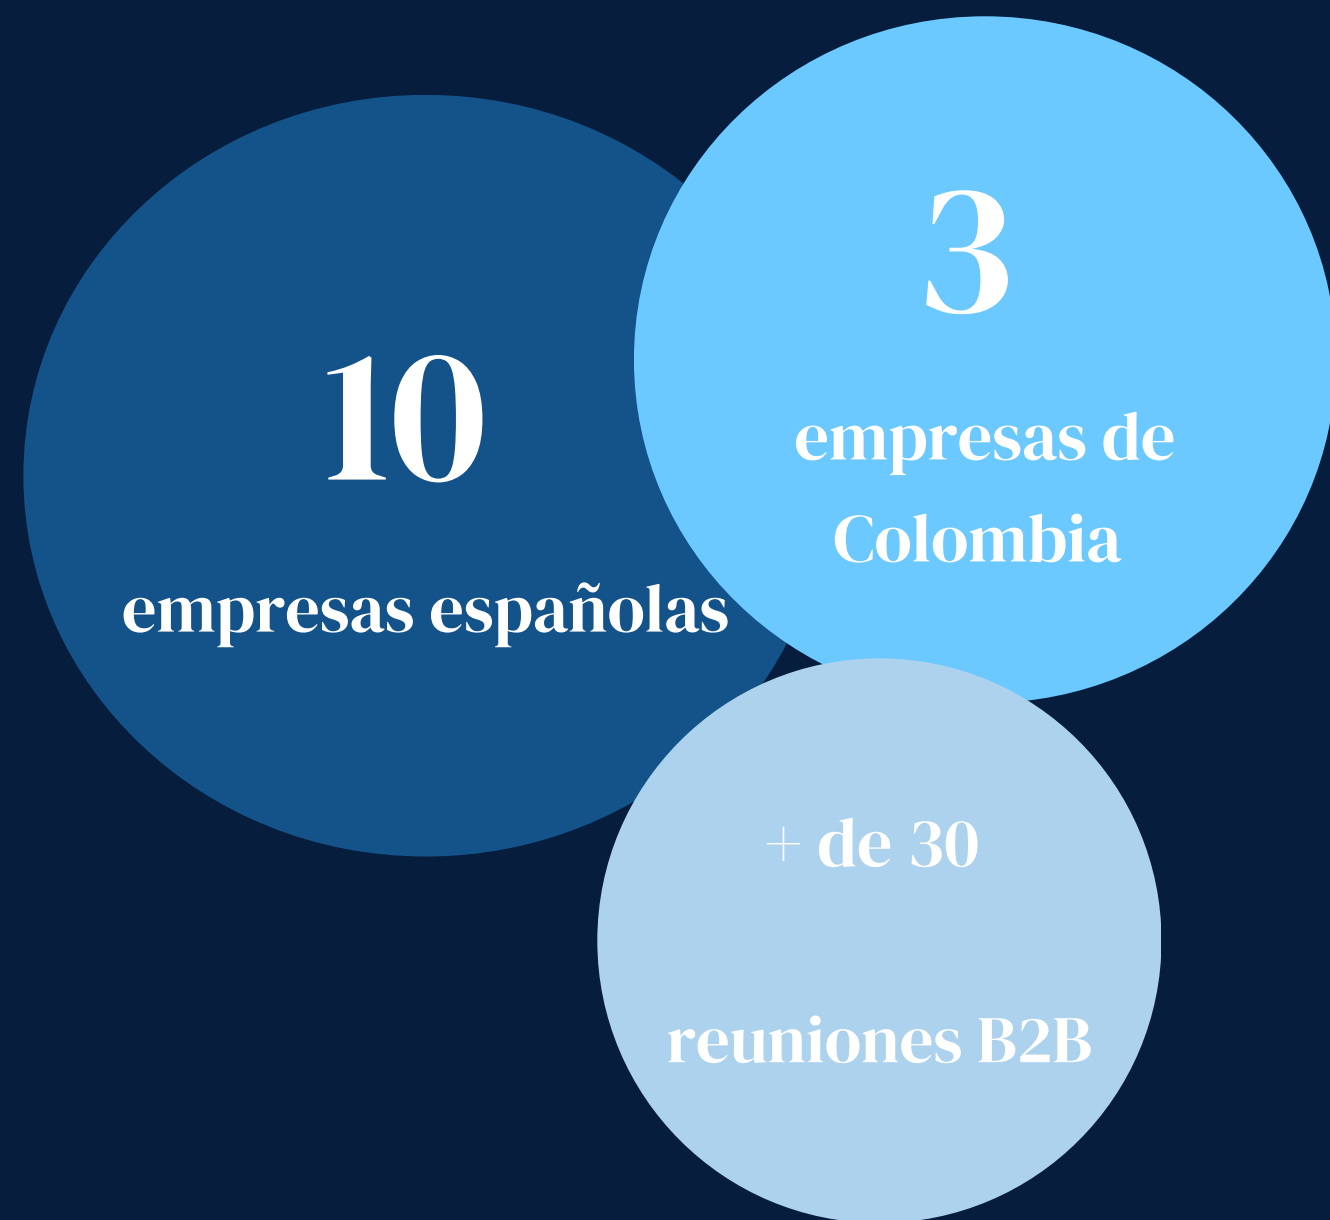 10
empresas españolas
3
empresas de
Colombia
+ de 30
reuniones B2B